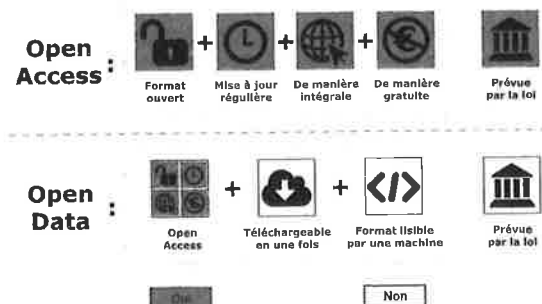 Open
Access :
+ + +
Format
ouvert
Mise à jour
régulière
De manière
intégrale
De manière
gratuite
Prévue
par la loi
Open
Data :
+ +
</>
Open
Access
Téléchargeable
en une fois
Format lisible
par une machine
Prévue
par la loi
Oui
Non